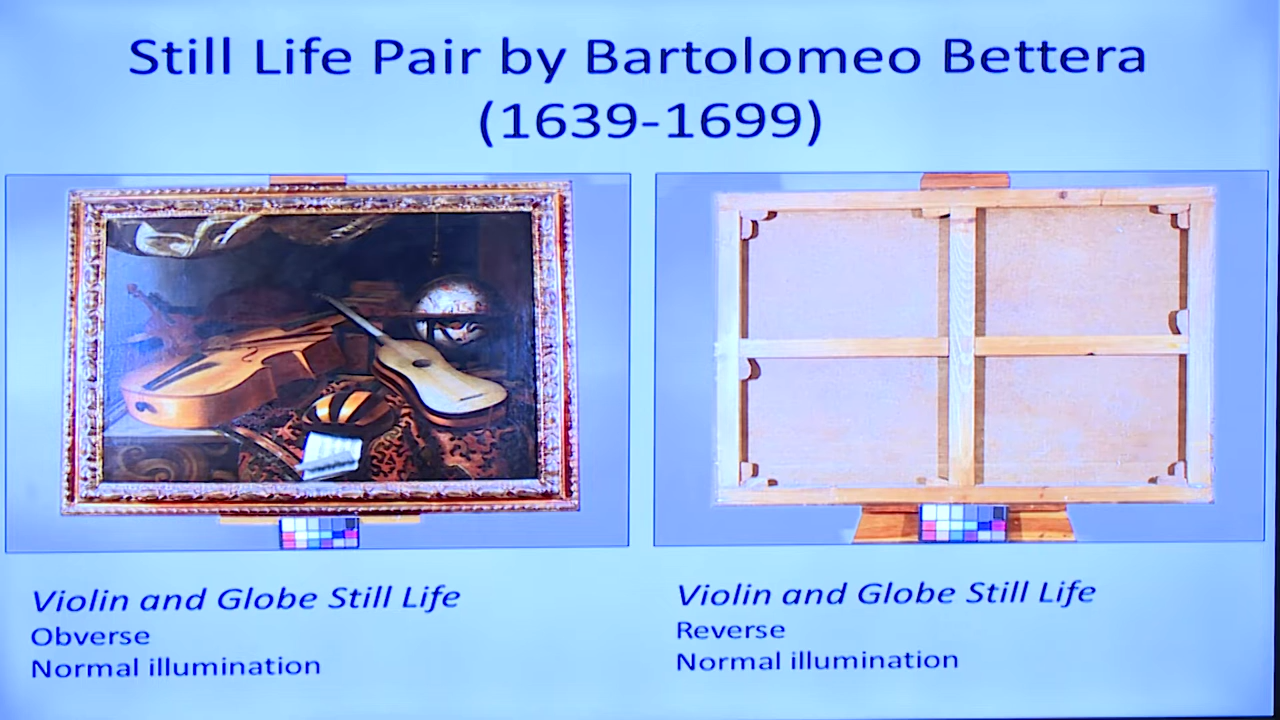 Still Life Pair by Bartolomeo Bettera
(1639-1699)
Violin and Globe Still Life
Obverse
Normal illumination
Violin and Globe Still Life
Reverse
Normal illumination